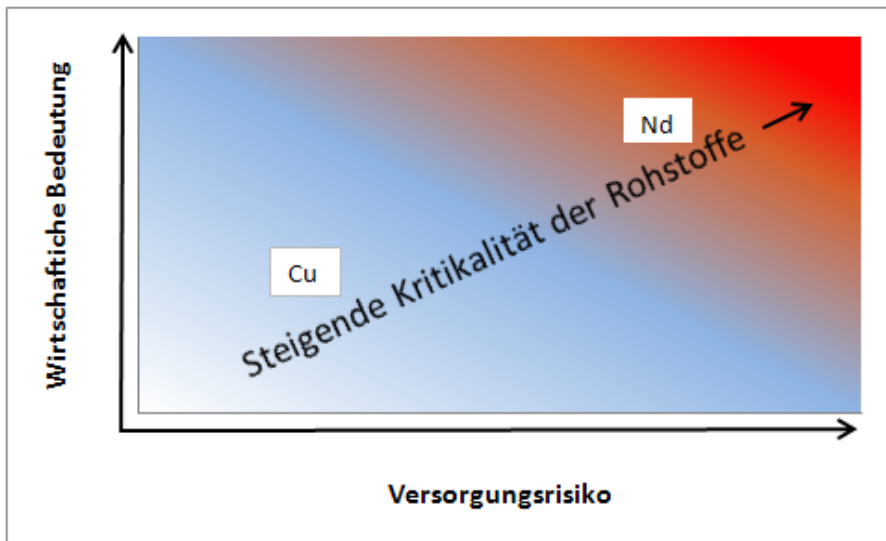 Wirtschaftiche Bedeutung
Nd
Cu
Steigende Kritikalität der Rohstoffe
Versorgungsrisiko